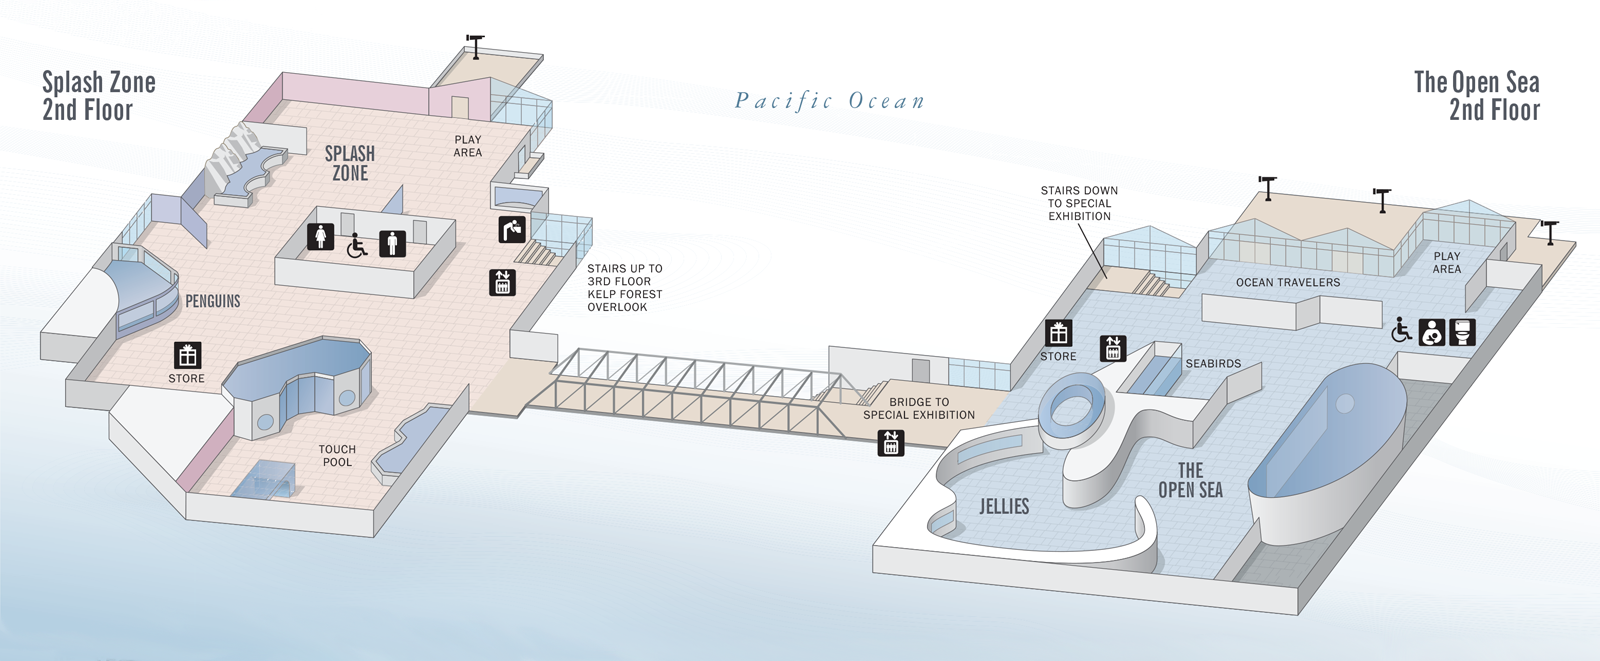 Splash Zone
2nd Floor
Pacific Ocean
The Open Sea
2nd Floor
PLAY
AREA
SPLASH
ZONE
STAIRS UP TO
3RD FLOOR
KELP FOREST
OVERLOOK
PENGUINS
STORE
TOUCH
POOL
BRIDGE TO
SPECIAL EXHIBITION
STAIRS DOWN
TO SPECIAL
EXHIBITION
PLAY
AREA
OCEAN TRAVELERS
STORE
SEABIRDS
THE
OPEN SEA
JELLIES